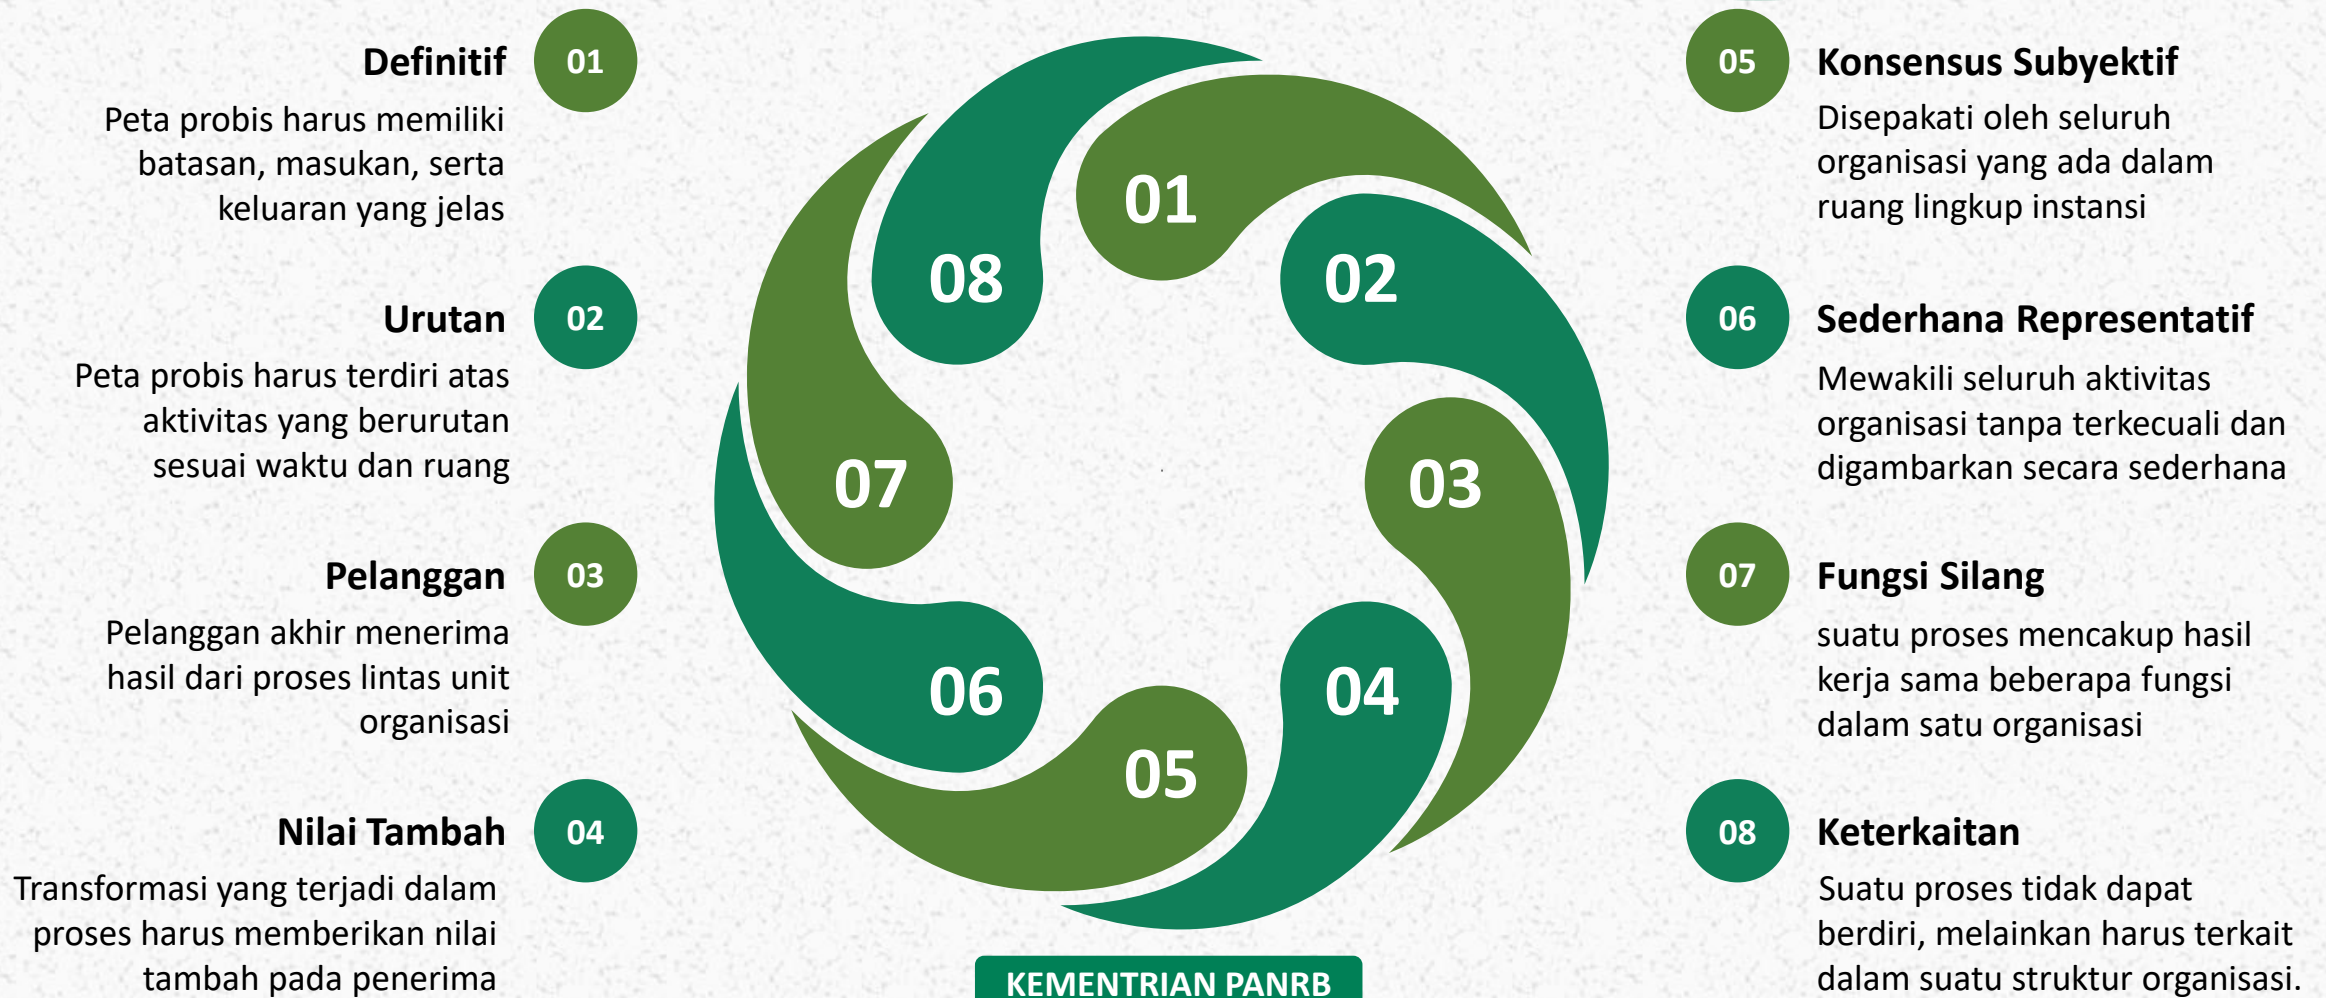 Definitif
01
Peta probis harus memiliki
batasan, masukan, serta
keluaran yang jelas
Urutan
02
Peta probis harus terdiri atas
aktivitas yang berurutan
sesuai waktu dan ruang
Pelanggan
03
Pelanggan akhir menerima
hasil dari proses lintas unit
organisasi
Nilai Tambah
04
Transformasi yang terjadi dalam
proses harus memberikan nilai
tambah pada penerima
01
02
03
04
05
06
07
08
KEMENTRIAN PANRB
05
Konsensus Subyektif
Disepakati oleh seluruh
organisasi yang ada dalam
ruang lingkup instansi
06
Sederhana Representatif
Mewakili seluruh aktivitas
organisasi tanpa terkecuali dan
digambarkan secara sederhana
07
Fungsi Silang
suatu proses mencakup hasil
kerja sama beberapa fungsi
dalam satu organisasi
08
Keterkaitan
Suatu proses tidak dapat
berdiri, melainkan harus terkait
dalam suatu struktur organisasi.